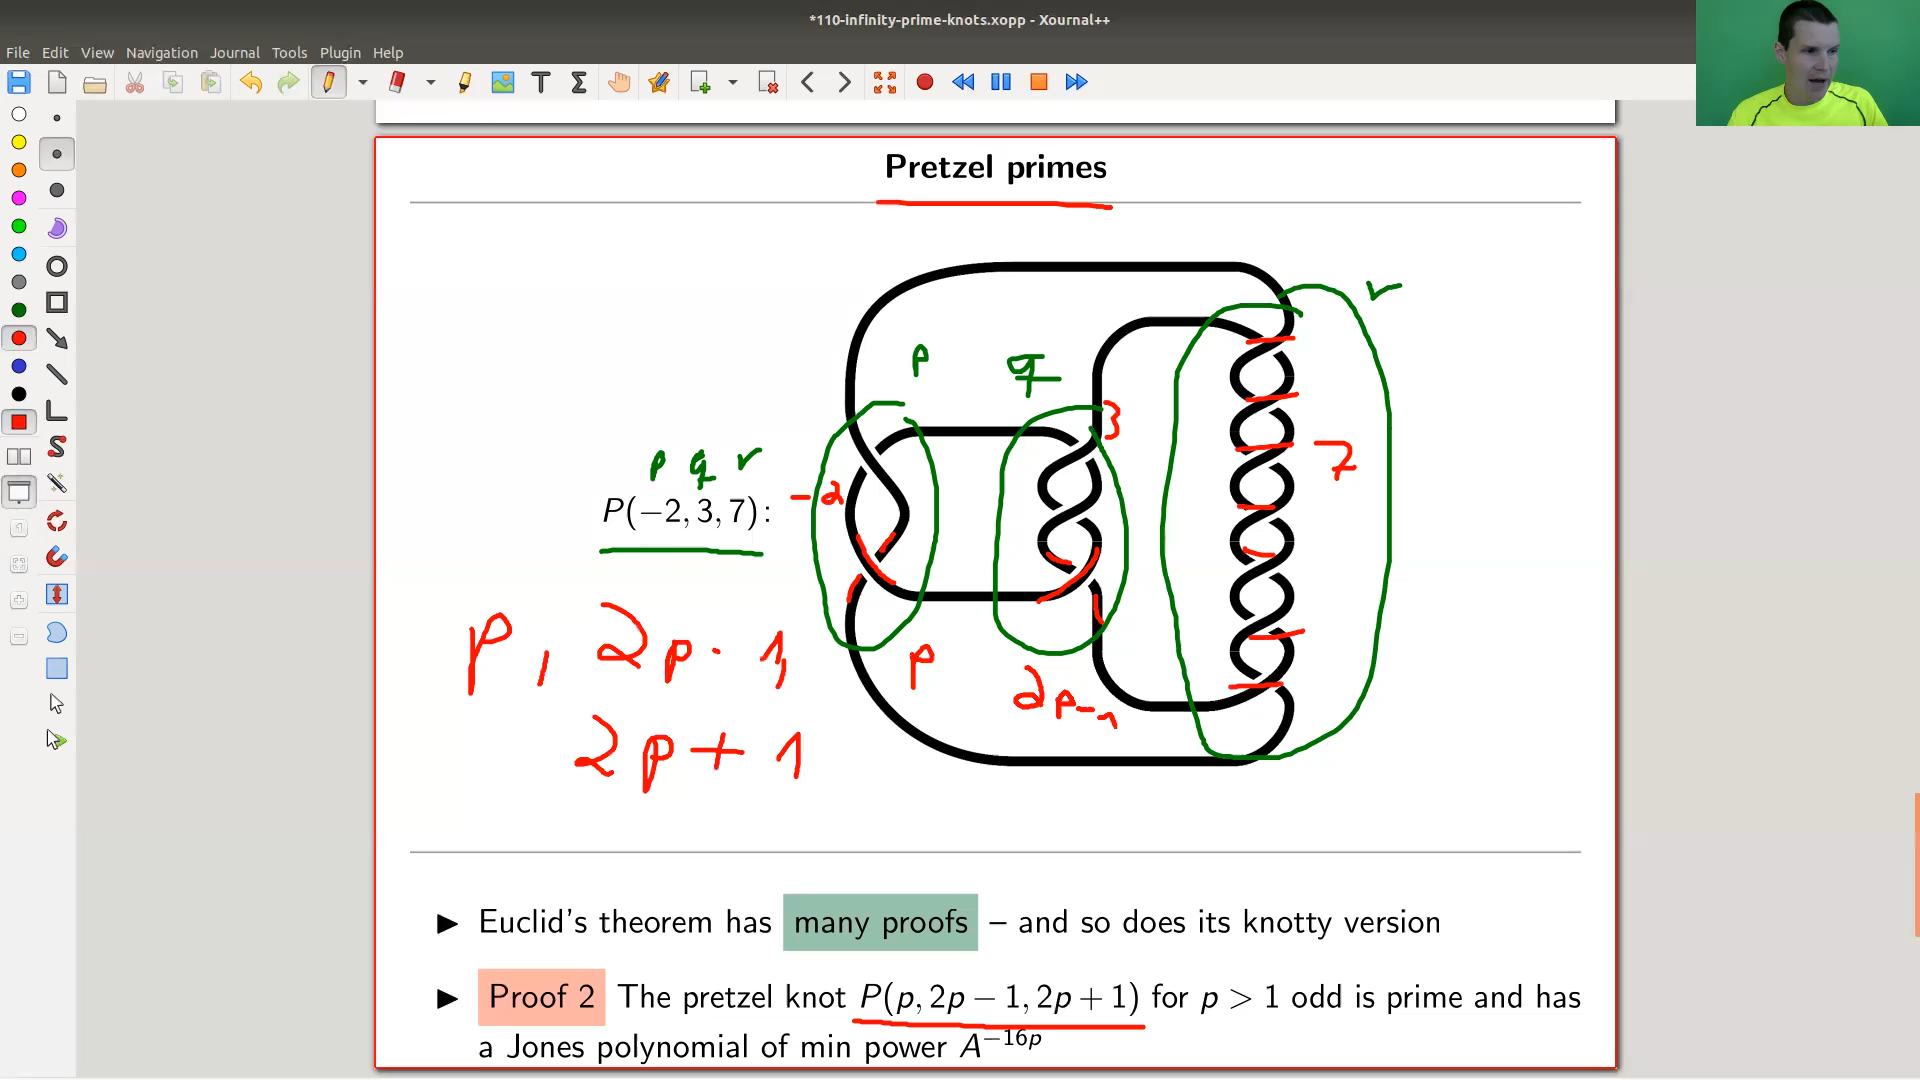 *110-infinity-prime-knots.xopp - Xournal++
File Edit View Navigation Journal Tools Plugin Help
Pretzel primes
r
p q
3
p q r
7
-2
P(−2, 3, 7) :
p, 2p - 1,
p
2p-1
2p + 1
▶ Euclid's theorem has many proofs – and so does its knotty version
▶ Proof 2 The pretzel knot P(p, 2p − 1, 2p + 1) for p > 1 odd is prime and has
a Jones polynomial of min power A⁻¹⁶ᵖ